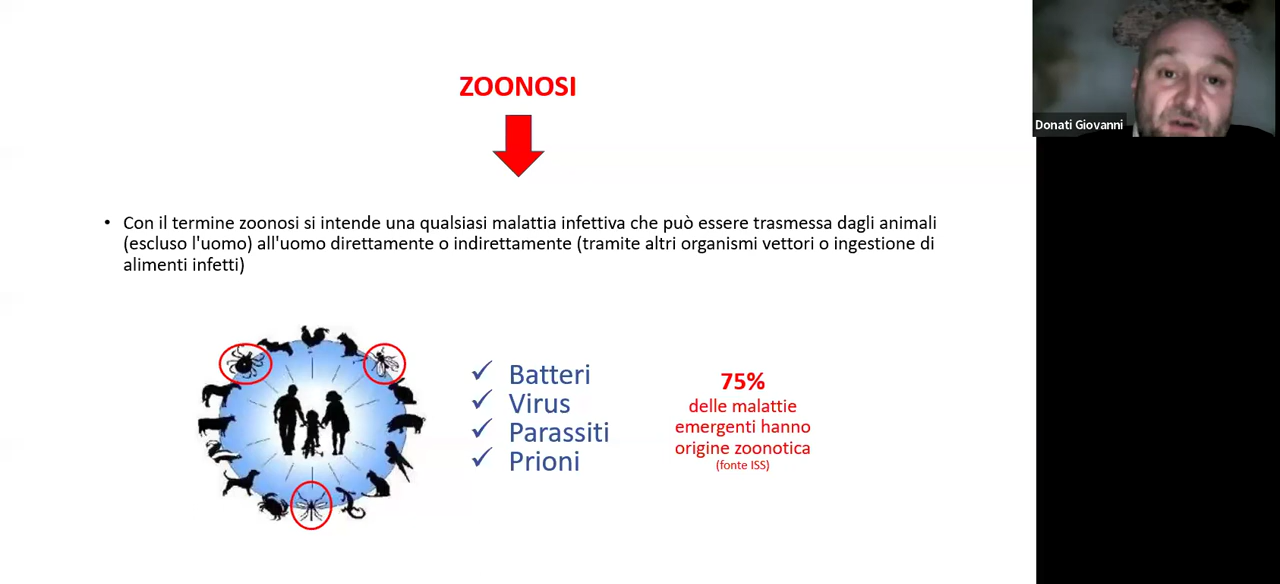 ZOONOSI
Donati Giovanni
• Con il termine zoonosi si intende una qualsiasi malattia infettiva che può essere trasmessa dagli animali
(escluso l'uomo) all'uomo direttamente o indirettamente (tramite altri organismi vettori o ingestione di
alimenti infetti)
✓ Batteri
✓ Virus
✓ Parassiti
✓ Prioni
75%
delle malattie
emergenti hanno
origine zoonotica
(fonte ISS)